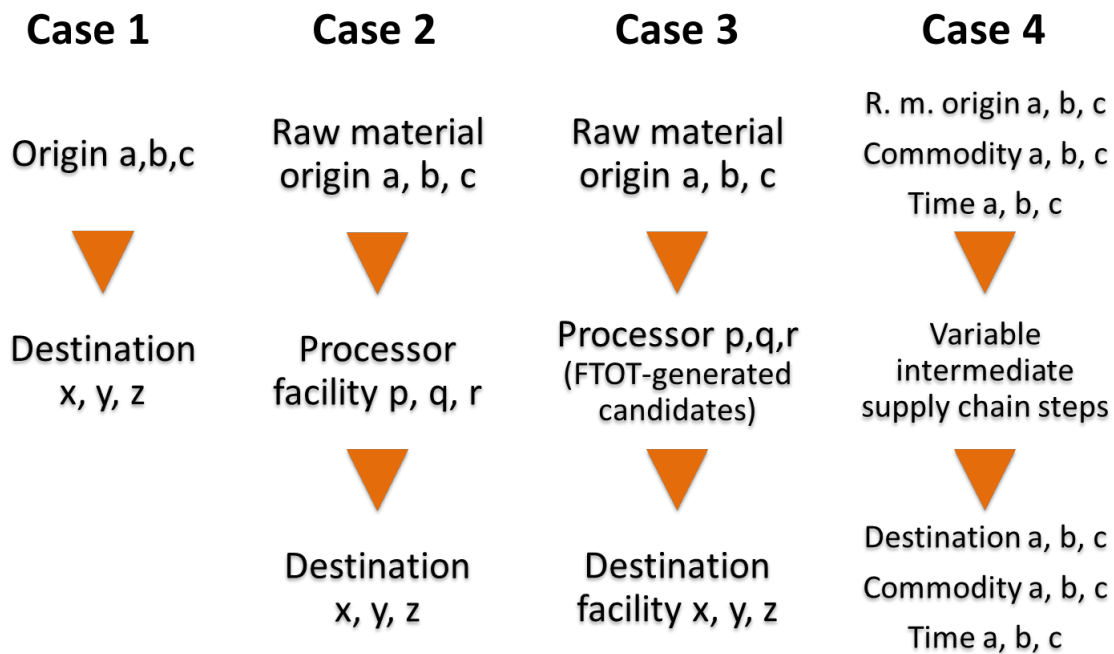 Case 1
Origin a,b,c
Destination
x, y, z
Case 2
Raw material
origin a, b, c
Processor
facility p, q, r
Destination
x, y, z
Case 3
Raw material
origin a, b, c
Processor p,q,r
(FTOT-generated
candidates)
Destination
facility x, y, z
Case 4
R. m. origin a, b, c
Commodity a, b, c
Time a, b, c
Variable
intermediate
supply chain steps
Destination a, b, c
Commodity a, b, c
Time a, b, c